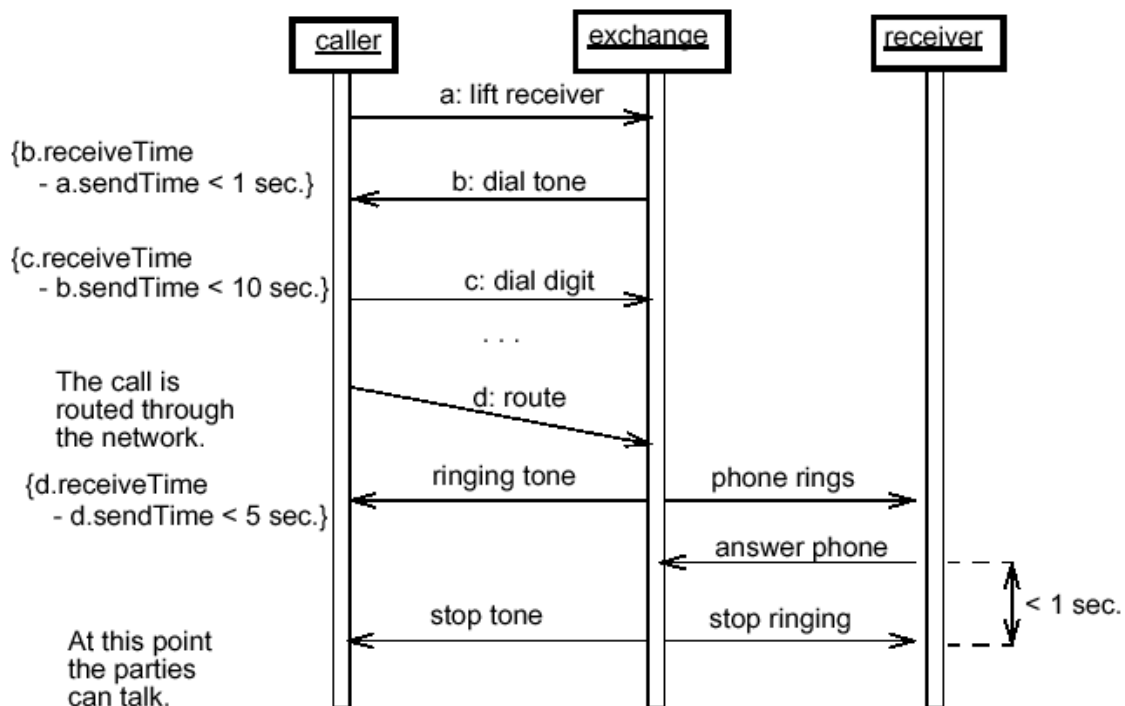 caller
exchange
receiver
a: lift receiver
{b.receiveTime
- a.sendTime < 1 sec.}
b: dial tone
{c.receiveTime
- b.sendTime < 10 sec.}
c: dial digit
. . .
The call is
routed through
the network.
d: route
{d.receiveTime
- d.sendTime < 5 sec.}
ringing tone
phone rings
answer phone
< 1 sec.
stop tone
stop ringing
At this point
the parties
can talk.